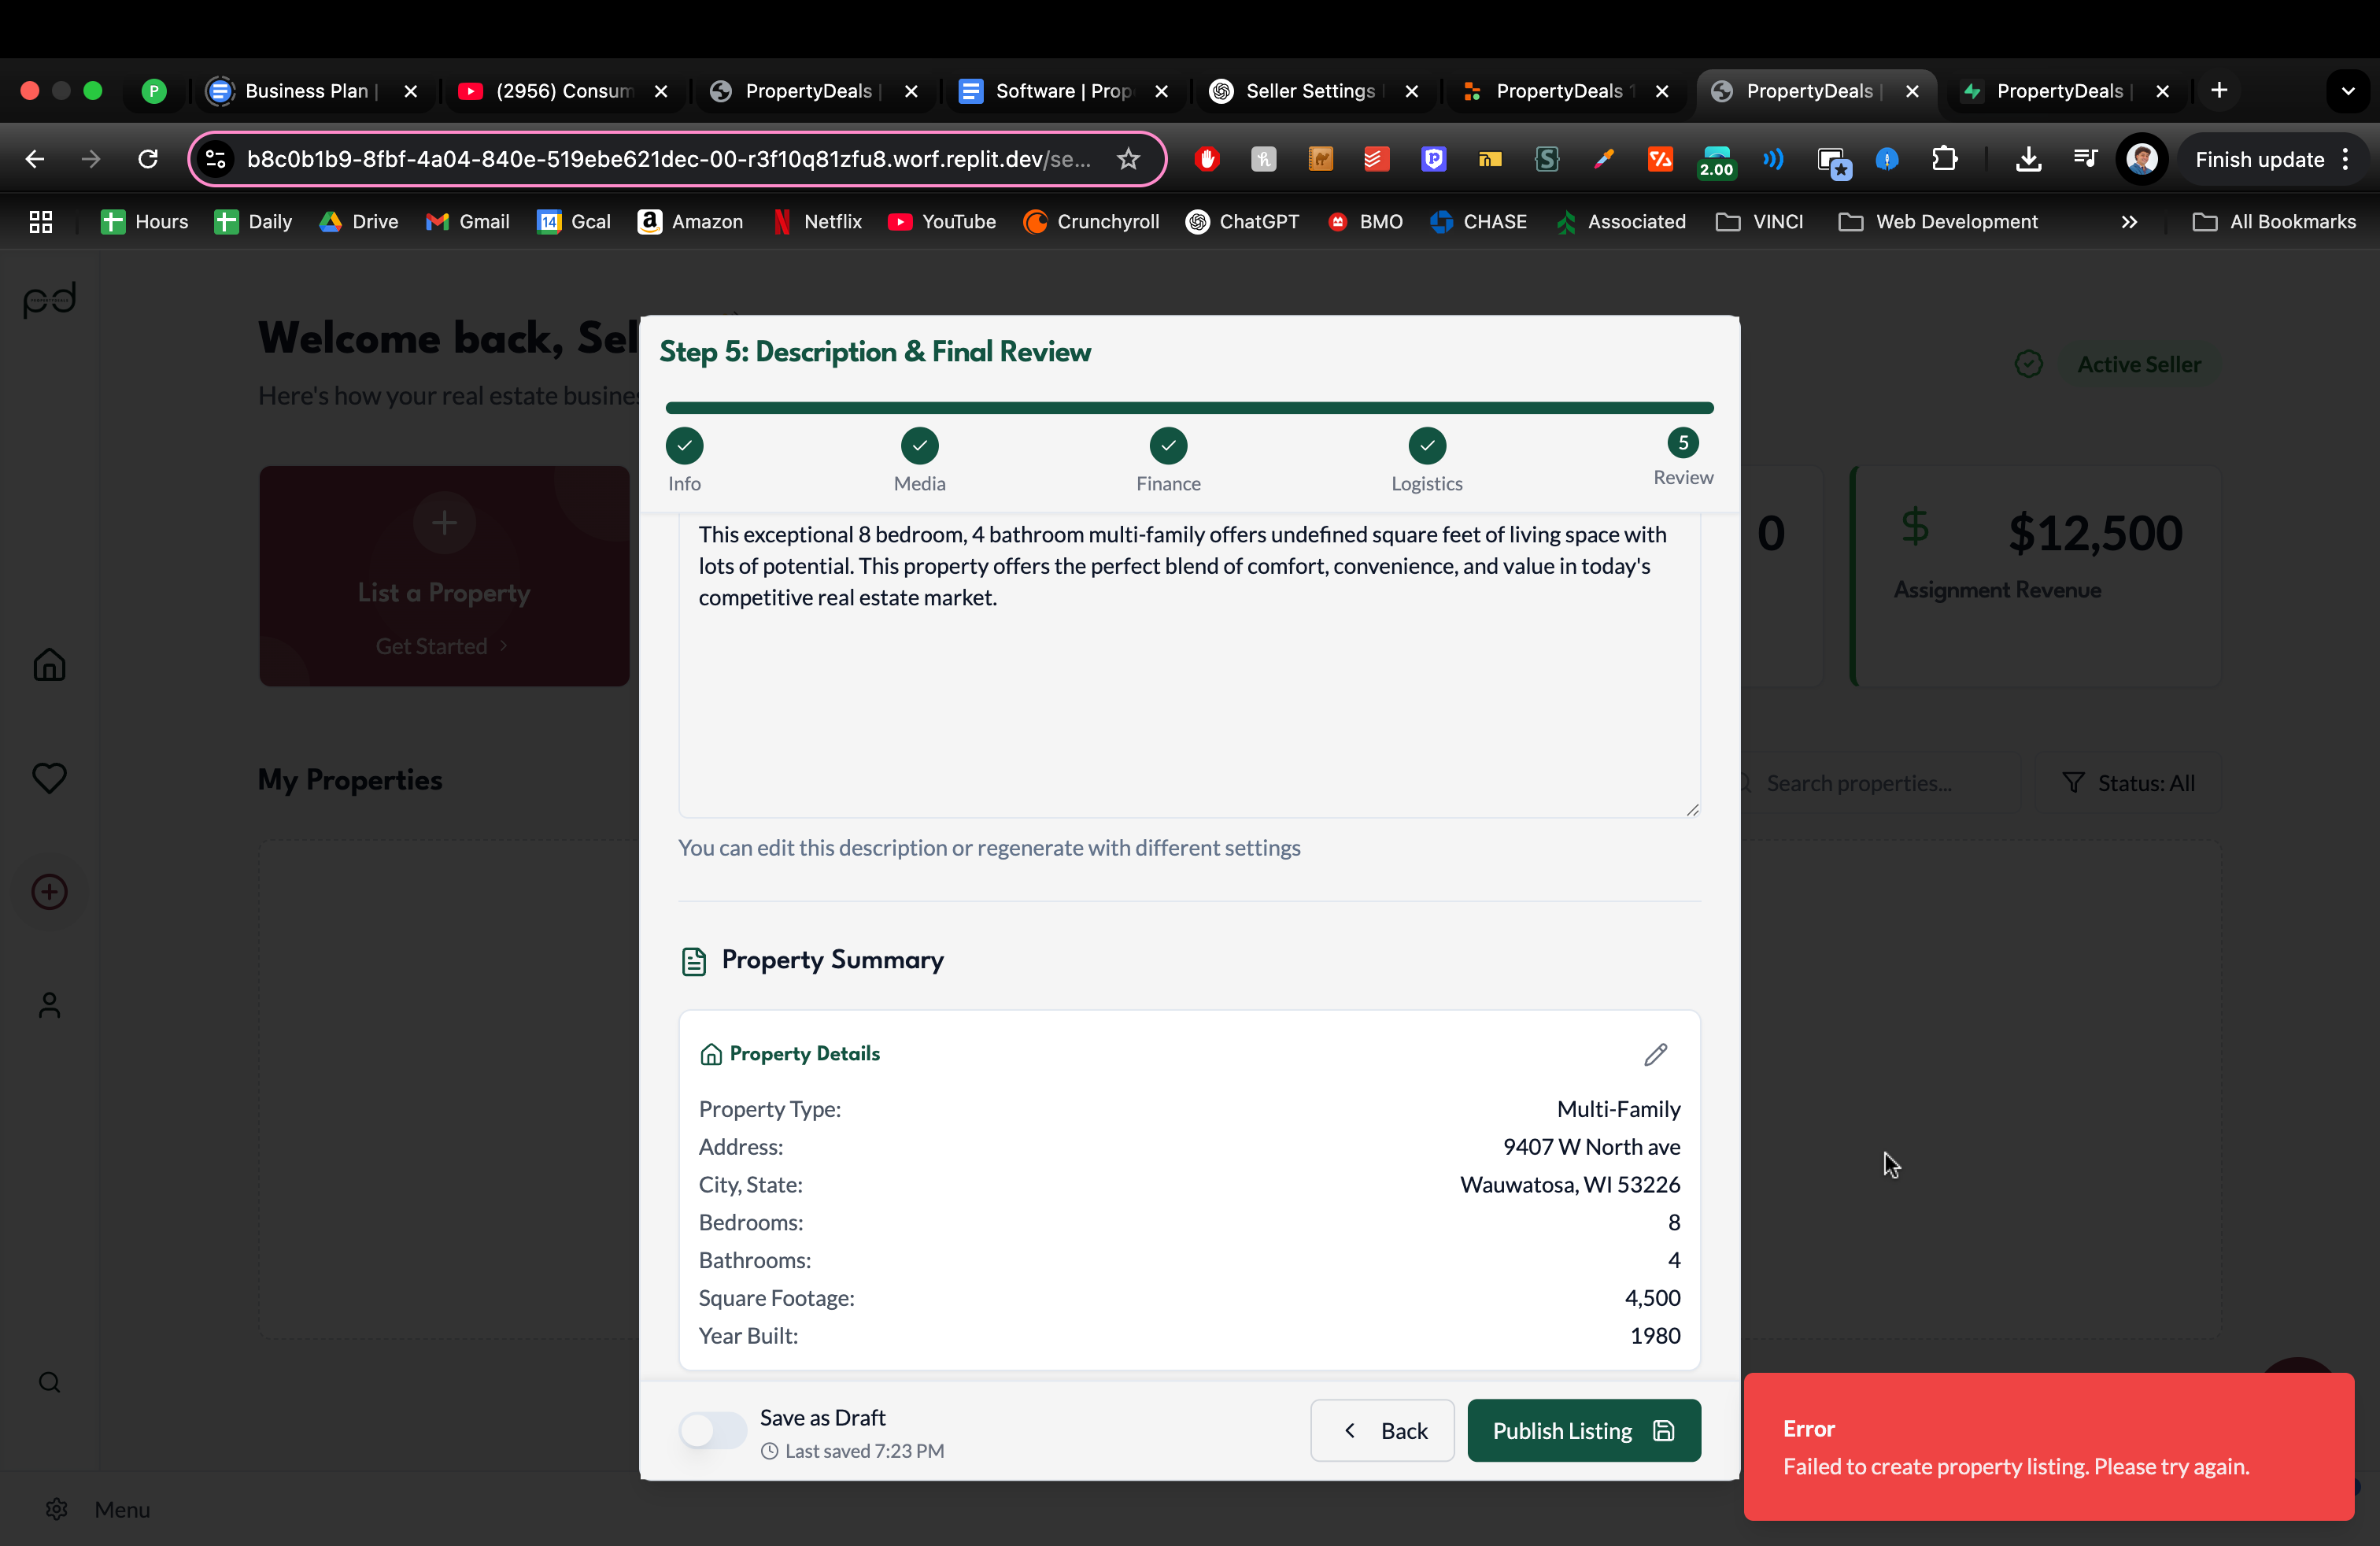 P
Business Plan |
(2956) Consum
PropertyDeals |
Software | Prop
Seller Settings
PropertyDeals 1
PropertyDeals |
PropertyDeals |
b8c0b1b9-8fbf-4a04-840e-519ebe621dec-00-r3f10q81zfu8.worf.replit.dev/se...
2.00
Finish update
Hours
Daily
Drive
Gmail
14
Gcal
Amazon
Netflix
YouTube
Crunchyroll
ChatGPT
BMO
CHASE
Associated
VINCI
Web Development
All Bookmarks
pd
Welcome back, Sel
Here's how your real estate busine
Active Seller
List a Property
Get Started
0
$12,500
Assignment Revenue
My Properties
Search properties...
Status: All
Menu
Step 5: Description & Final Review
Info
Media
Finance
Logistics
5
Review
This exceptional 8 bedroom, 4 bathroom multi-family offers undefined square feet of living space with
lots of potential. This property offers the perfect blend of comfort, convenience, and value in today's
competitive real estate market.
You can edit this description or regenerate with different settings
Property Summary
Property Details
Property Type: Multi-Family
Address: 9407 W North ave
City, State: Wauwatosa, WI 53226
Bedrooms: 8
Bathrooms: 4
Square Footage: 4,500
Year Built: 1980
Save as Draft
Last saved 7:23 PM
Back
Publish Listing
Error
Failed to create property listing. Please try again.